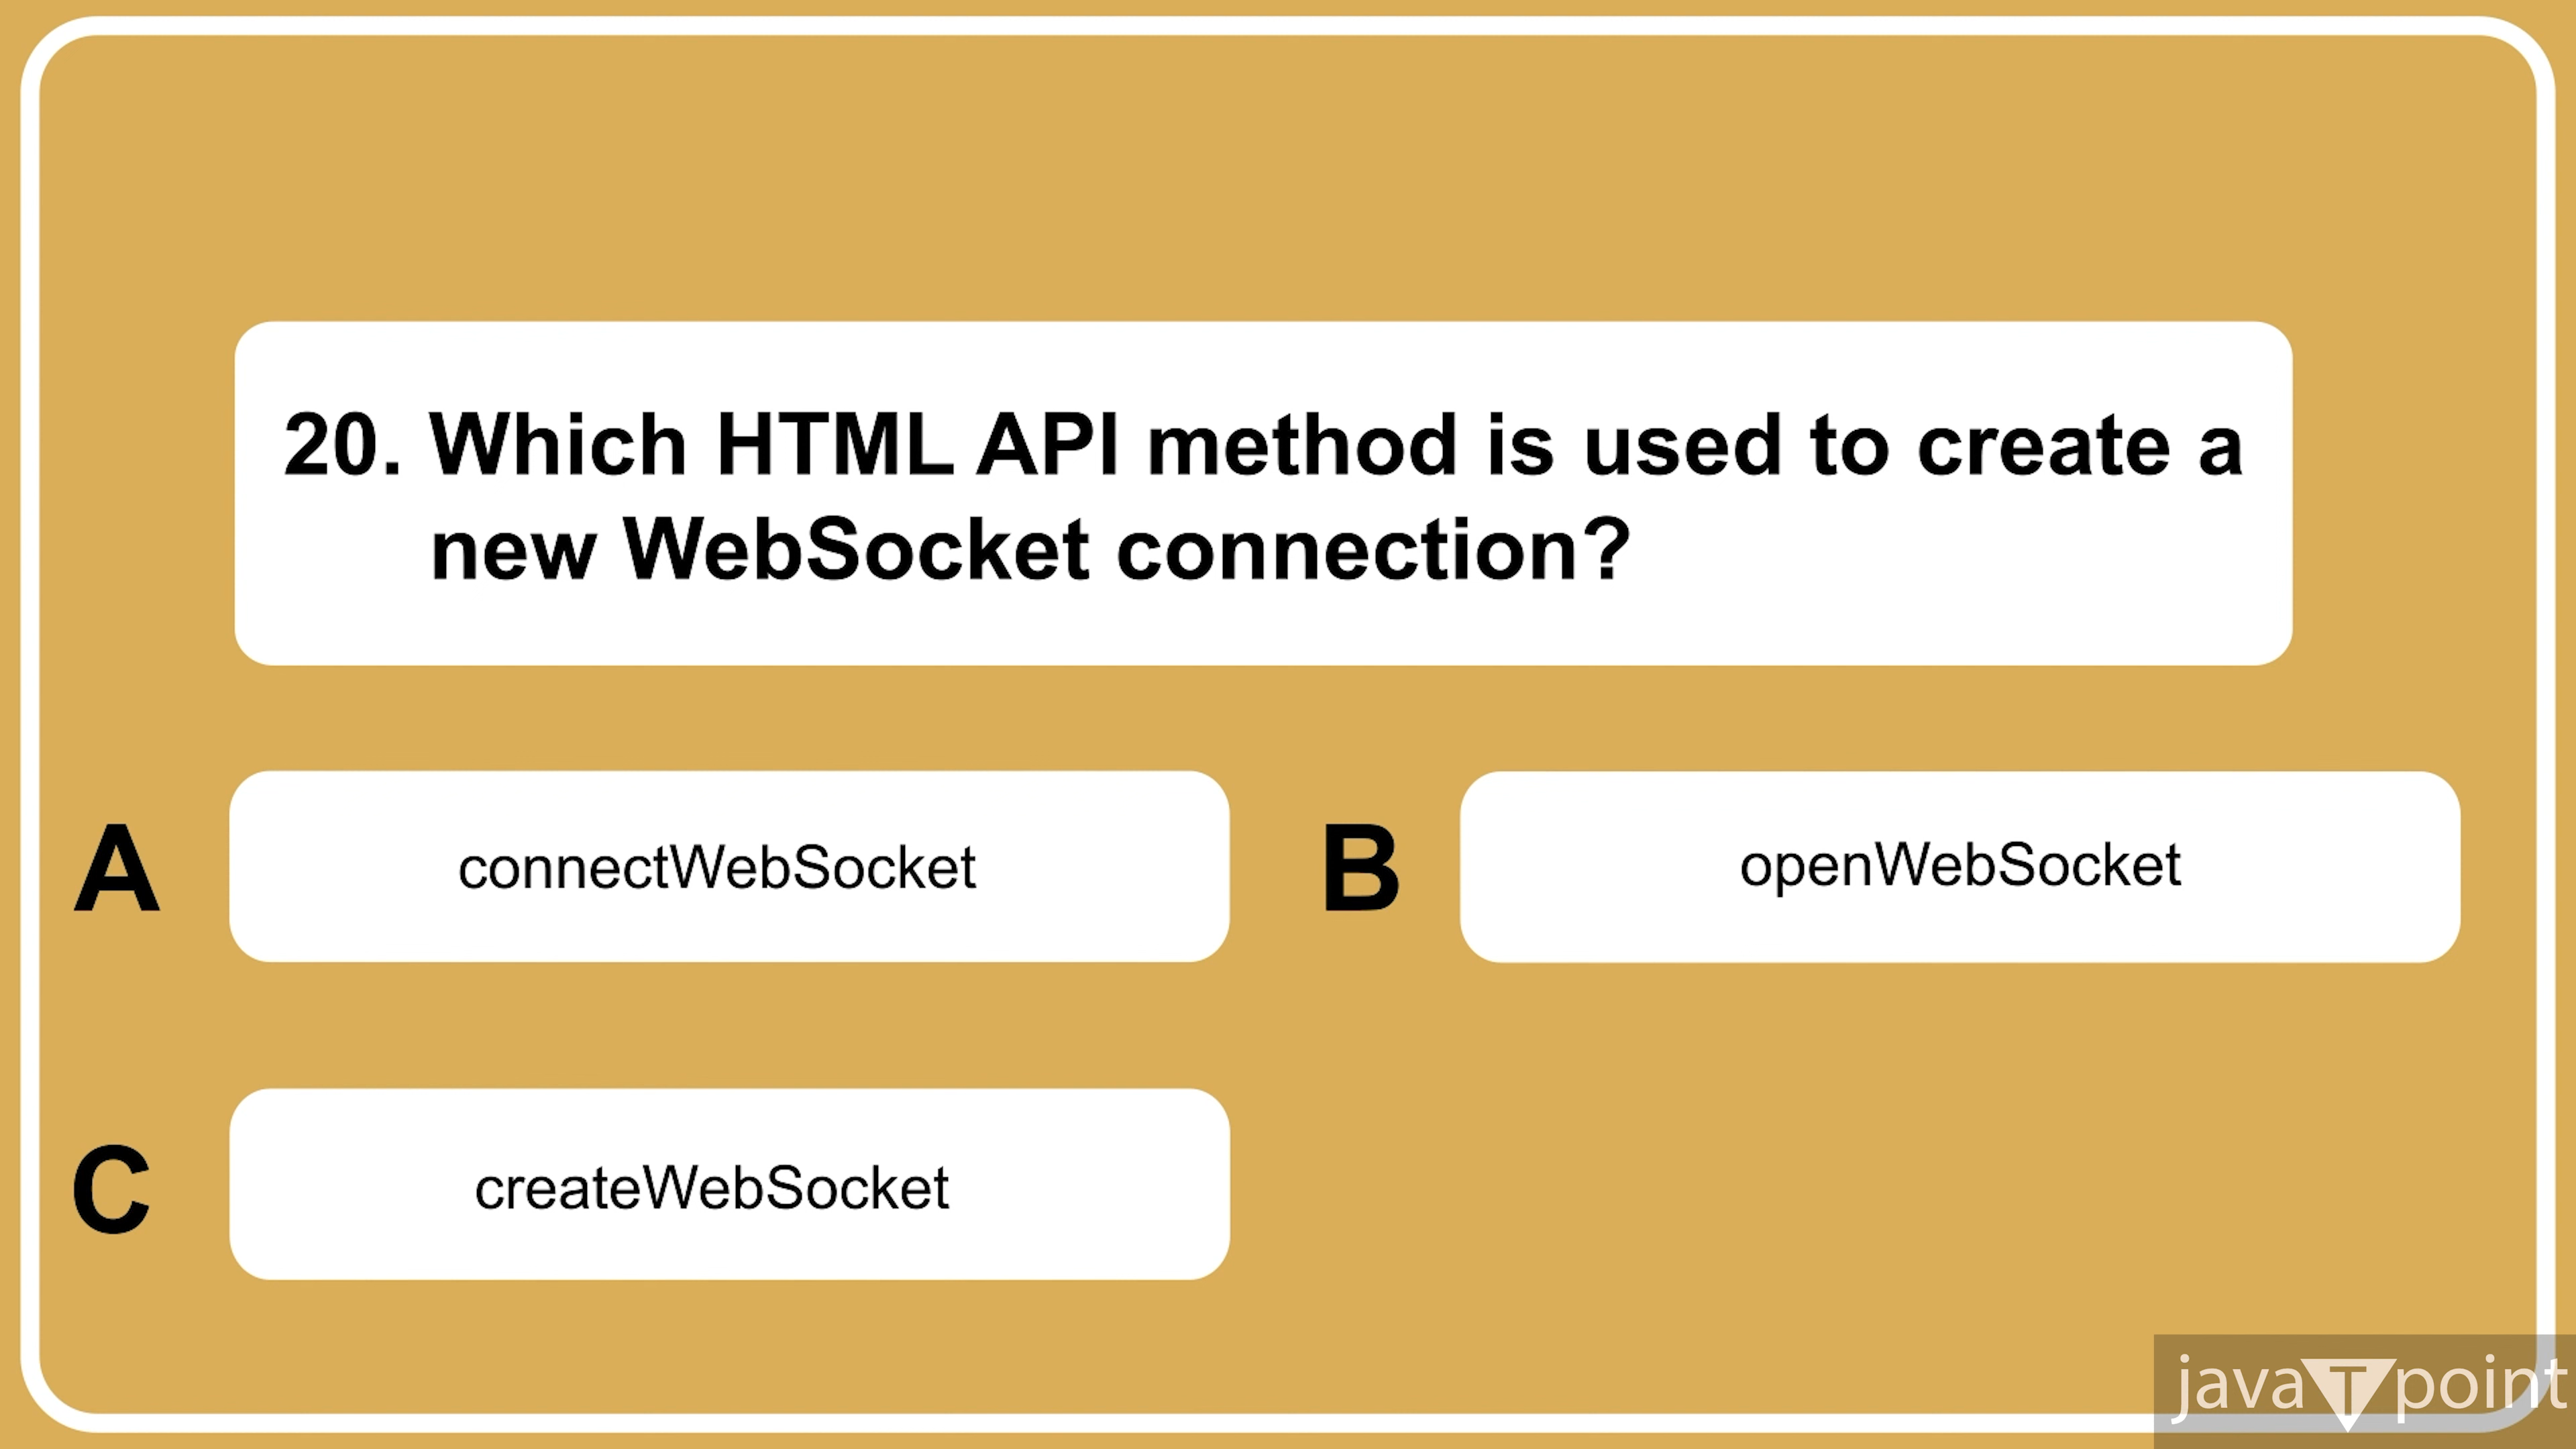 20. Which HTML API method is used to create a
new WebSocket connection?
A connectWebSocket
B openWebSocket
C createWebSocket
javaTpoint